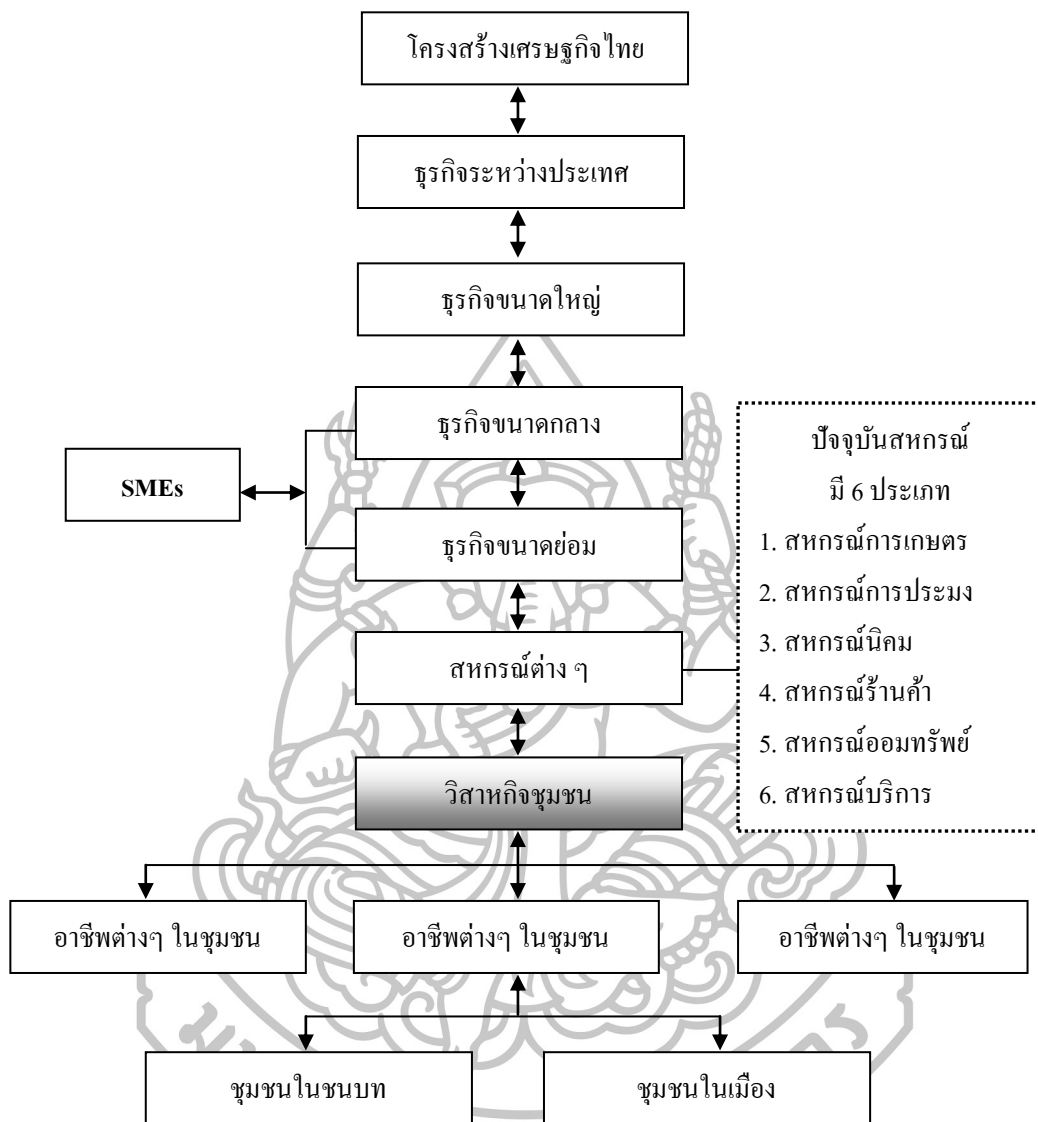 โครงสร้างเศรษฐกิจไทย
ธุรกิจระหว่างประเทศ
ธุรกิจขนาดใหญ่
ธุรกิจขนาดกลาง
SMEs
ธุรกิจขนาดย่อม
สหกรณ์ต่าง ๆ
ปัจจุบันสหกรณ์
มี 6 ประเภท
1. สหกรณ์การเกษตร
2. สหกรณ์การประมง
3. สหกรณ์นิคม
4. สหกรณ์ร้านค้า
5. สหกรณ์ออมทรัพย์
6. สหกรณ์บริการ
วิสาหกิจชุมชน
อาชีพต่างๆ ในชุมชน
อาชีพต่างๆ ในชุมชน
อาชีพต่างๆ ในชุมชน
ชุมชนในชนบท
ชุมชนในเมือง